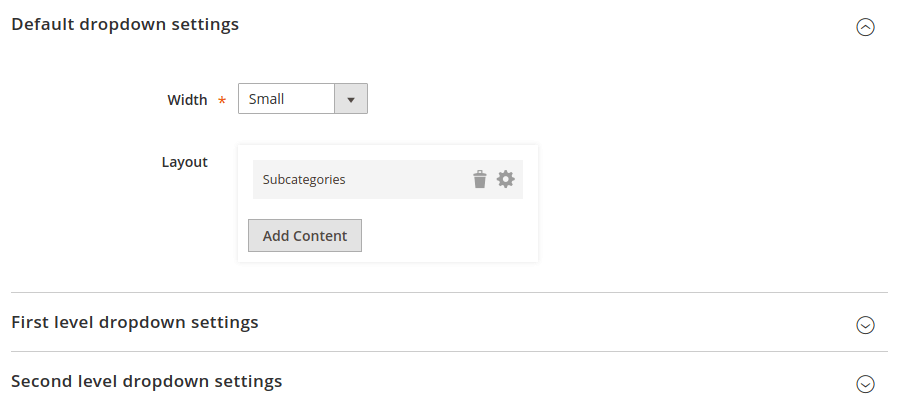 Default dropdown settings
Width * Small
Layout
Subcategories
Add Content
First level dropdown settings
Second level dropdown settings